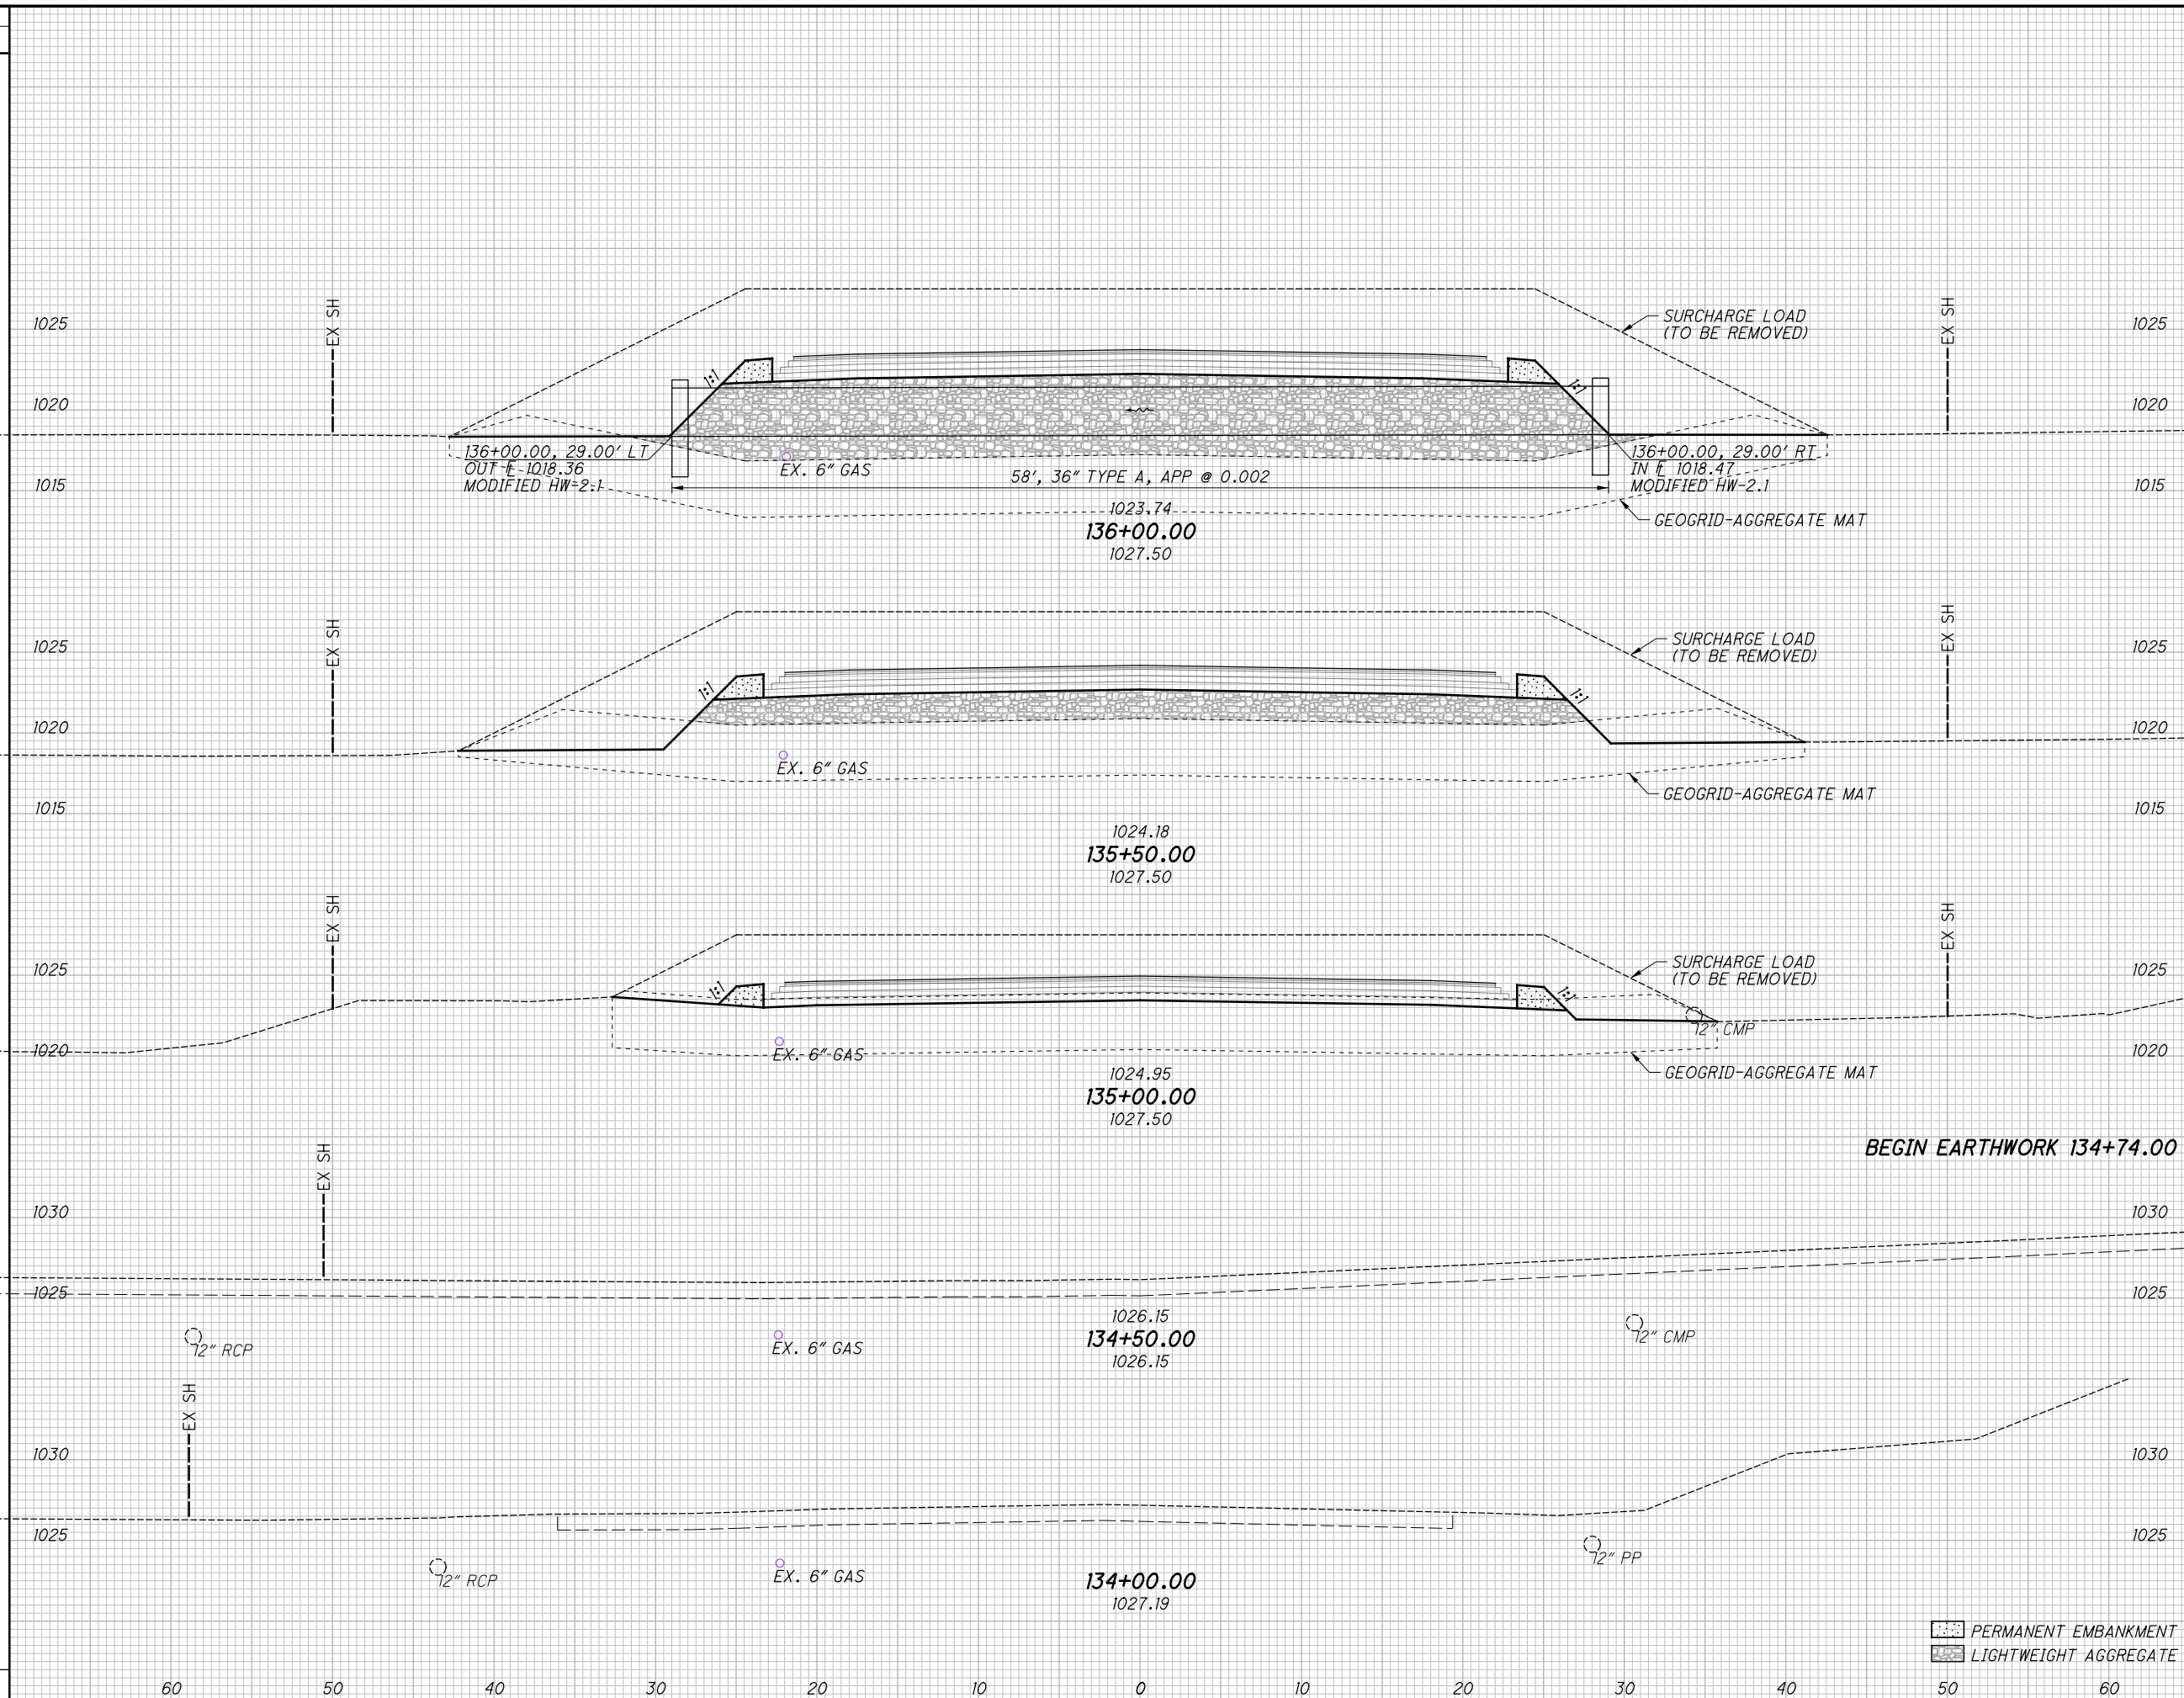 EX SH
EX SH
SURCHARGE LOAD
(TO BE REMOVED)
1025
1025
1:1
1:1
1020
1020
136+00.00, 29.00' LT
OUT FL 1018.36
MODIFIED HW-2.1
EX. 6" GAS
58', 36" TYPE A, APP @ 0.002
136+00.00, 29.00' RT
IN FL 1018.47
MODIFIED HW-2.1
1015
1015
GEOGRID-AGGREGATE MAT
1023.74
136+00.00
1027.50
EX SH
EX SH
SURCHARGE LOAD
(TO BE REMOVED)
1025
1025
1:1
1:1
1020
1020
EX. 6" GAS
GEOGRID-AGGREGATE MAT
1015
1015
1024.18
135+50.00
1027.50
EX SH
EX SH
SURCHARGE LOAD
(TO BE REMOVED)
1025
1025
1:1
1:1
12" CMP
1020
1020
EX. 6" GAS
GEOGRID-AGGREGATE MAT
1024.95
135+00.00
1027.50
BEGIN EARTHWORK 134+74.00
EX SH
1030
1030
1025
1025
1026.15
134+50.00
1026.15
12" RCP
EX. 6" GAS
12" CMP
EX SH
1030
1030
1025
1025
12" RCP
EX. 6" GAS
12" PP
134+00.00
1027.19
PERMANENT EMBANKMENT
LIGHTWEIGHT AGGREGATE
60 50 40 30 20 10 0 10 20 30 40 50 60